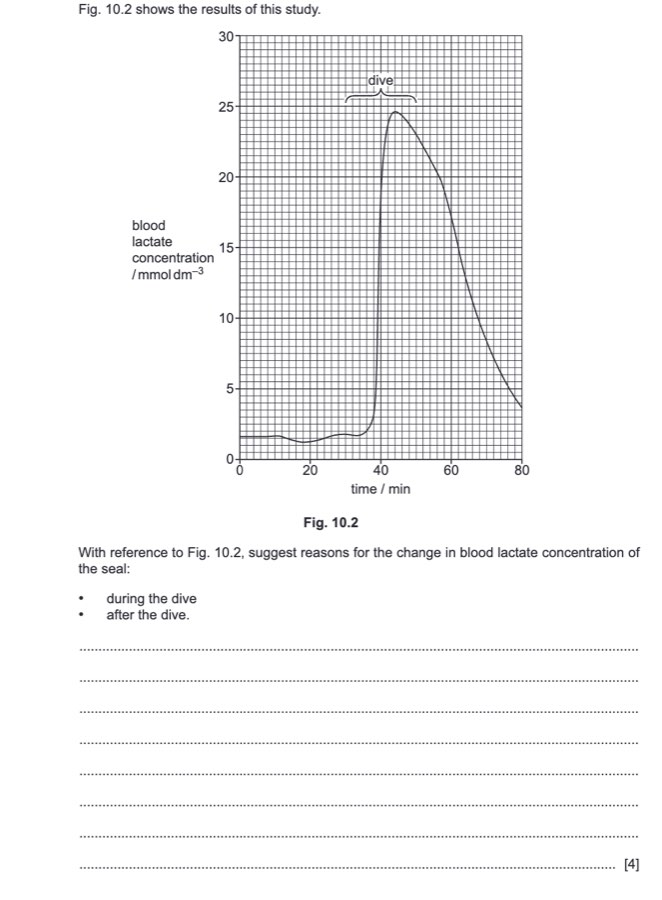 Fig. 10.2 shows the results of this study.
30
dive
25
20
blood
lactate
concentration
/ mmol dm⁻³
15
10
5
0
0 20 40 60 80
time / min
Fig. 10.2
With reference to Fig. 10.2, suggest reasons for the change in blood lactate concentration of
the seal:
• during the dive
• after the dive.
[4]